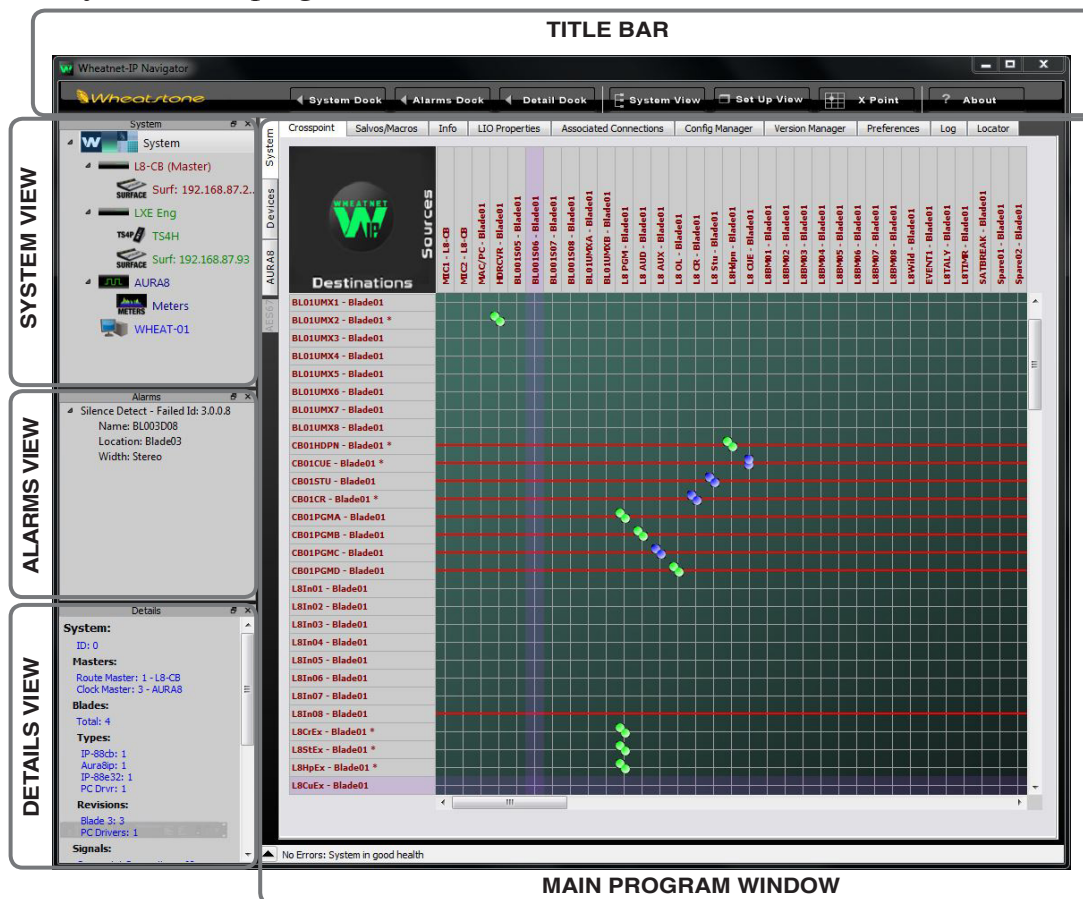 TITLE BAR
Wheatnet-IP Navigator
Wheatstone
System Dock
Alarms Dock
Detail Dock
System View
Set Up View
X Point
? About
SYSTEM VIEW
System
System
L8-CB (Master)
SURFACE Surf: 192.168.87.2..
LXE Eng
TS4P TS4H
SURFACE Surf: 192.168.87.93
AURA8
METERS Meters
WHEAT-01
ALARMS VIEW
Alarms
Silence Detect - Failed Id: 3.0.0.8
Name: BL003D08
Location: Blade03
Width: Stereo
DETAILS VIEW
Details
System:
ID: 0
Masters:
Route Master: 1 - L8-CB
Clock Master: 3 - AURA8
Blades:
Total: 4
Types:
IP-88cb: 1
Aura8ip: 1
IP-88e32: 1
PC Drvr: 1
Revisions:
Blade 3: 3
PC Drivers: 1
Signals:
System
Devices
AURA8
AES67
Crosspoint
Salvos/Macros
Info
LIO Properties
Associated Connections
Config Manager
Version Manager
Preferences
Log
Locator
WHEATNET
IP
Sources
Destinations
MIC1 - L8-CB
MIC2 - L8-CB
MAC/PC - Blade01
HDRCVR - Blade01
BL001S05 - Blade01
BL001S06 - Blade01
BL001S07 - Blade01
BL001S08 - Blade01
BL01UMXA - Blade01
BL01UMXB - Blade01
L8 PGM - Blade01
L8 AUD - Blade01
L8 AUX - Blade01
L8 OL - Blade01
L8 CR - Blade01
L8 Stu - Blade01
L8Hdpn - Blade01
L8 CUE - Blade01
L8BM01 - Blade01
L8BM02 - Blade01
L8BM03 - Blade01
L8BM04 - Blade01
L8BM05 - Blade01
L8BM06 - Blade01
L8BM07 - Blade01
L8BM08 - Blade01
L8Wild - Blade01
EVENT1 - Blade01
L8TALY - Blade01
L8TIMR - Blade01
SATBREAK - Blade01
Spare01 - Blade01
Spare02 - Blade01
BL01UMX1 - Blade01
BL01UMX2 - Blade01 *
BL01UMX3 - Blade01
BL01UMX4 - Blade01
BL01UMX5 - Blade01
BL01UMX6 - Blade01
BL01UMX7 - Blade01
BL01UMX8 - Blade01
CB01HDPN - Blade01 *
CB01CUE - Blade01 *
CB01STU - Blade01
CB01CR - Blade01 *
CB01PGMA - Blade01
CB01PGMB - Blade01
CB01PGMC - Blade01
CB01PGMD - Blade01
L8In01 - Blade01
L8In02 - Blade01
L8In03 - Blade01
L8In04 - Blade01
L8In05 - Blade01
L8In06 - Blade01
L8In07 - Blade01
L8In08 - Blade01
L8CrEx - Blade01 *
L8StEx - Blade01 *
L8HpEx - Blade01 *
L8CuEx - Blade01
No Errors: System in good health
MAIN PROGRAM WINDOW